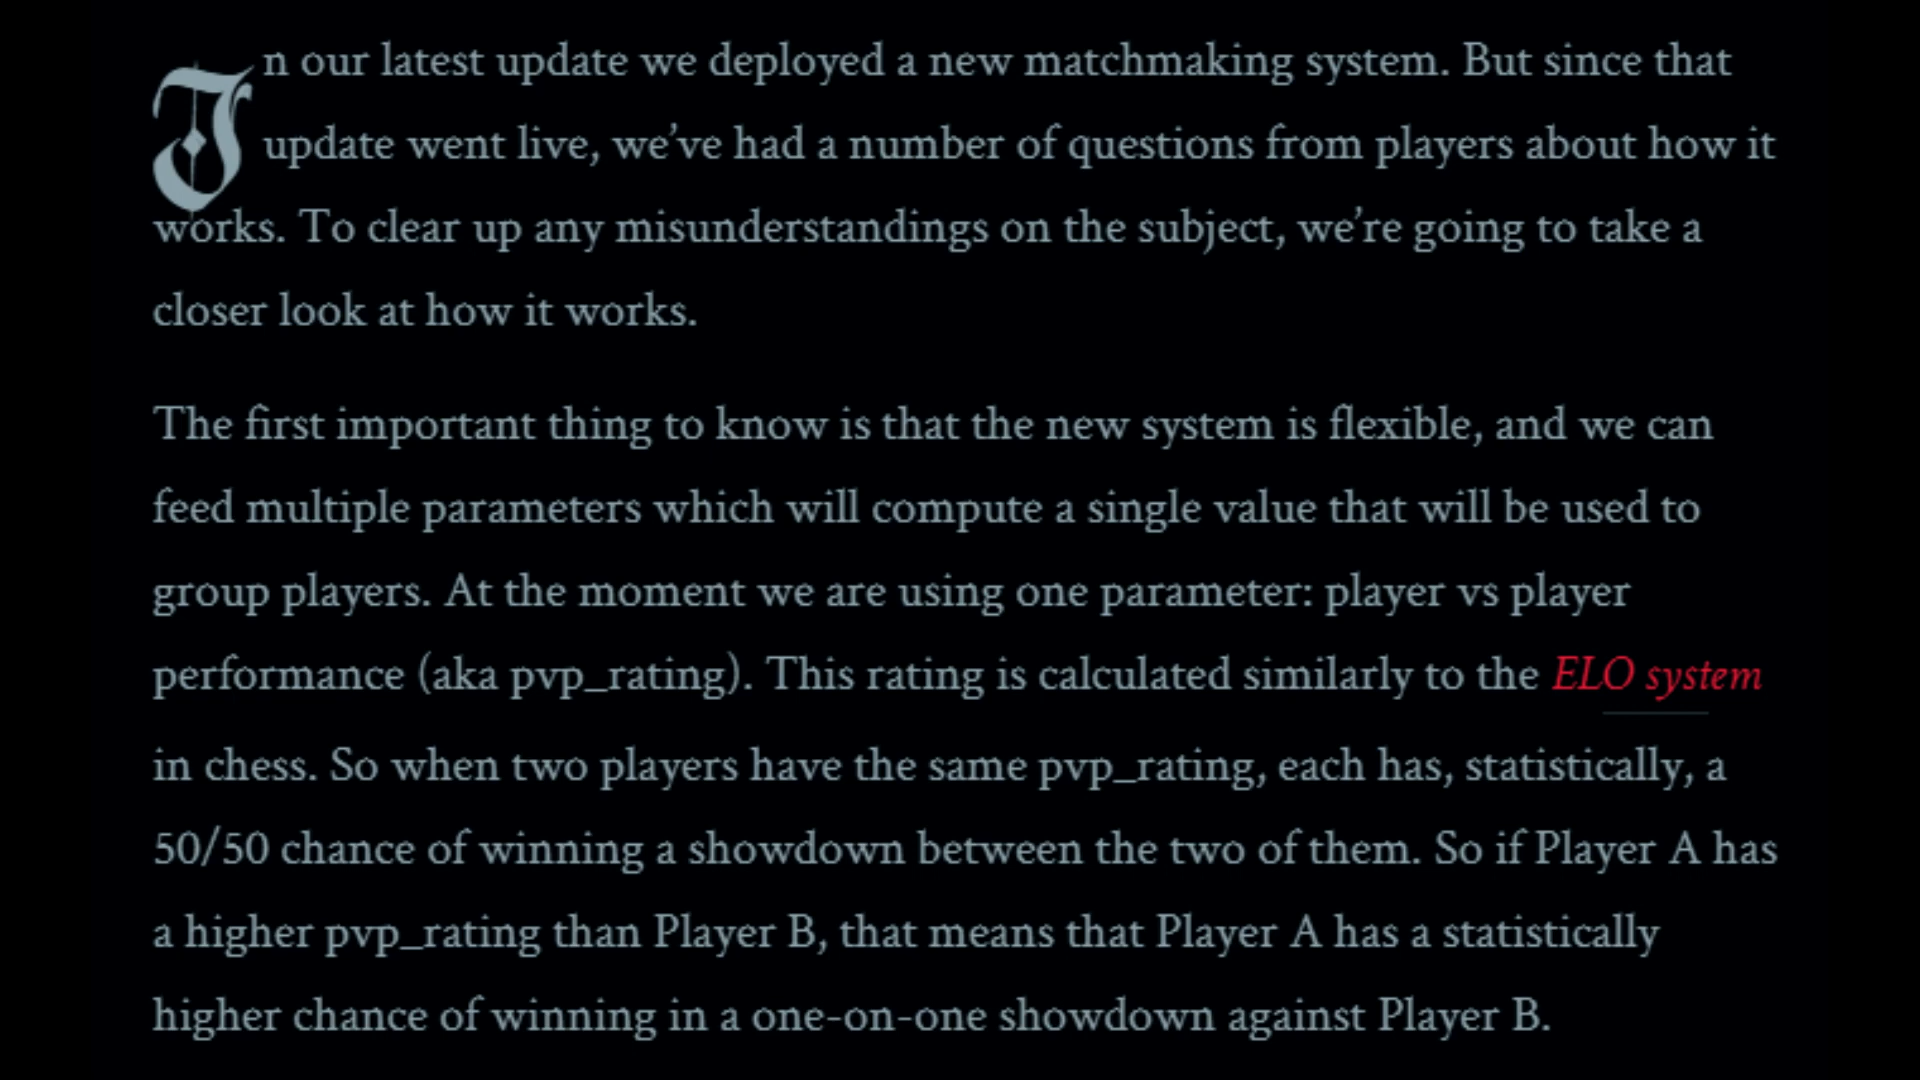 In our latest update we deployed a new matchmaking system. But since that
update went live, we’ve had a number of questions from players about how it
works. To clear up any misunderstandings on the subject, we’re going to take a
closer look at how it works.
The first important thing to know is that the new system is flexible, and we can
feed multiple parameters which will compute a single value that will be used to
group players. At the moment we are using one parameter: player vs player
performance (aka pvp_rating). This rating is calculated similarly to the ELO system
in chess. So when two players have the same pvp_rating, each has, statistically, a
50/50 chance of winning a showdown between the two of them. So if Player A has
a higher pvp_rating than Player B, that means that Player A has a statistically
higher chance of winning in a one-on-one showdown against Player B.